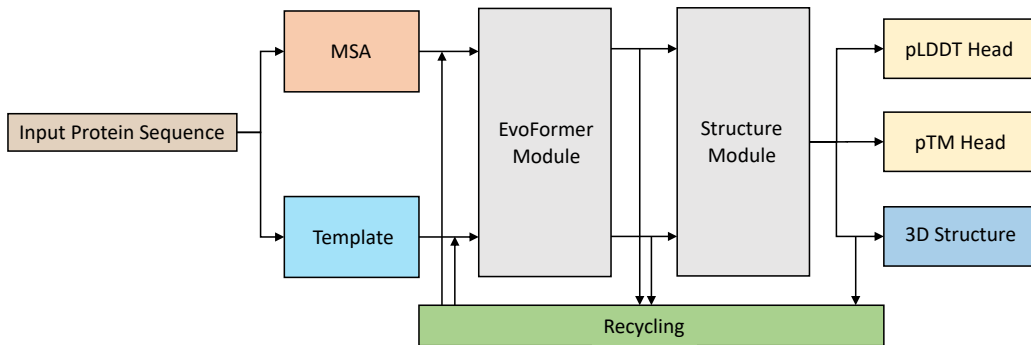 Input Protein Sequence
MSA
Template
EvoFormer
Module
Structure
Module
pLDDT Head
pTM Head
3D Structure
Recycling